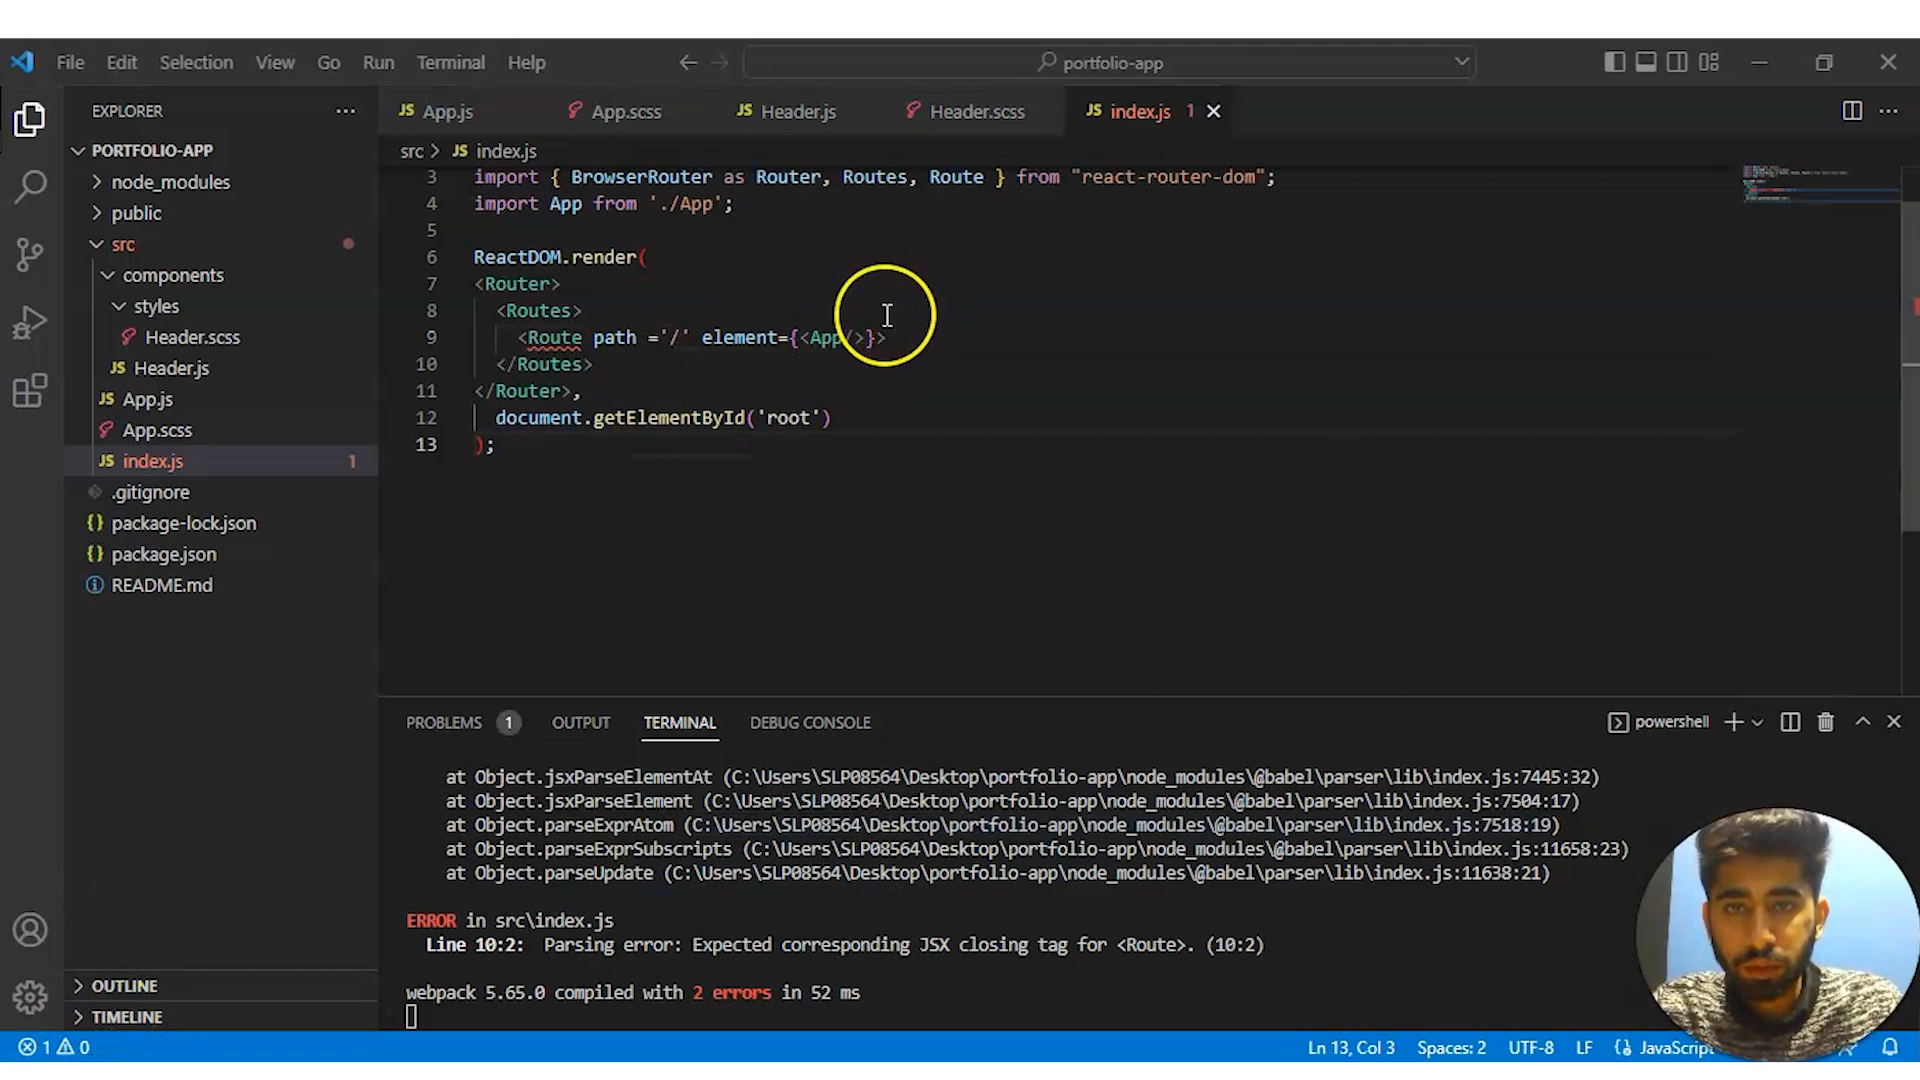 File Edit Selection View Go Run Terminal Help portfolio-app
EXPLORER
PORTFOLIO-APP
node_modules
public
src
components
styles
Header.scss
Header.js
App.js
App.scss
index.js 1
.gitignore
package-lock.json
package.json
README.md
OUTLINE
TIMELINE
App.js App.scss Header.js Header.scss index.js 1
src > JS index.js
3 import { BrowserRouter as Router, Routes, Route } from "react-router-dom";
4 import App from './App';
5
6 ReactDOM.render(
7 <Router>
8 <Routes>
9 <Route path ='/' element={<App/>}>
10 </Routes>
11 </Router>,
12 document.getElementById('root')
13 );
PROBLEMS 1 OUTPUT TERMINAL DEBUG CONSOLE powershell
at Object.jsxParseElementAt (C:\Users\SLP08564\Desktop\portfolio-app\node_modules\@babel\parser\lib\index.js:7445:32)
at Object.jsxParseElement (C:\Users\SLP08564\Desktop\portfolio-app\node_modules\@babel\parser\lib\index.js:7504:17)
at Object.parseExprAtom (C:\Users\SLP08564\Desktop\portfolio-app\node_modules\@babel\parser\lib\index.js:7518:19)
at Object.parseExprSubscripts (C:\Users\SLP08564\Desktop\portfolio-app\node_modules\@babel\parser\lib\index.js:11658:23)
at Object.parseUpdate (C:\Users\SLP08564\Desktop\portfolio-app\node_modules\@babel\parser\lib\index.js:11638:21)
ERROR in src\index.js
Line 10:2: Parsing error: Expected corresponding JSX closing tag for <Route>. (10:2)
webpack 5.65.0 compiled with 2 errors in 52 ms
1 0 Ln 13, Col 3 Spaces: 2 UTF-8 LF JavaScript